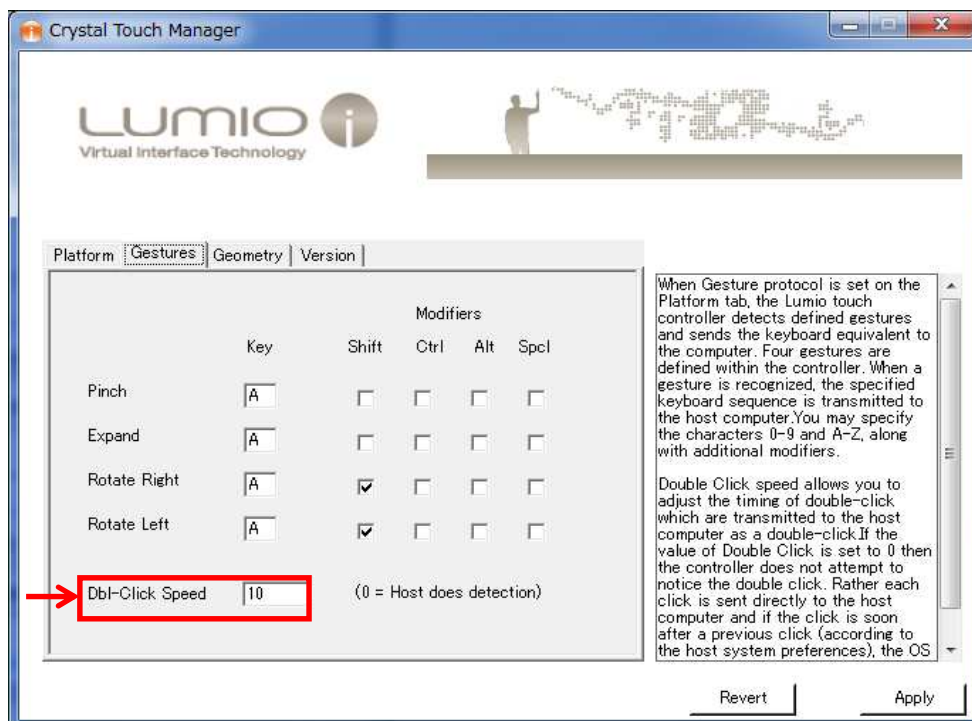 Crystal Touch Manager
LUMIO i
Virtual Interface Technology
Platform Gestures Geometry Version
Modifiers
Key Shift Ctrl Alt Spcl
Pinch A
Expand A
Rotate Right A
Rotate Left A
Dbl-Click Speed 10 (0 = Host does detection)
When Gesture protocol is set on the
Platform tab, the Lumio touch
controller detects defined gestures
and sends the keyboard equivalent to
the computer. Four gestures are
defined within the controller. When a
gesture is recognized, the specified
keyboard sequence is transmitted to
the host computer.You may specify
the characters 0-9 and A-Z, along
with additional modifiers.
Double Click speed allows you to
adjust the timing of double-click
which are transmitted to the host
computer as a double-click.If the
value of Double Click is set to 0 then
the controller does not attempt to
notice the double click. Rather each
click is sent directly to the host
computer and if the click is soon
after a previous click (according to
the host system preferences), the OS
Revert Apply